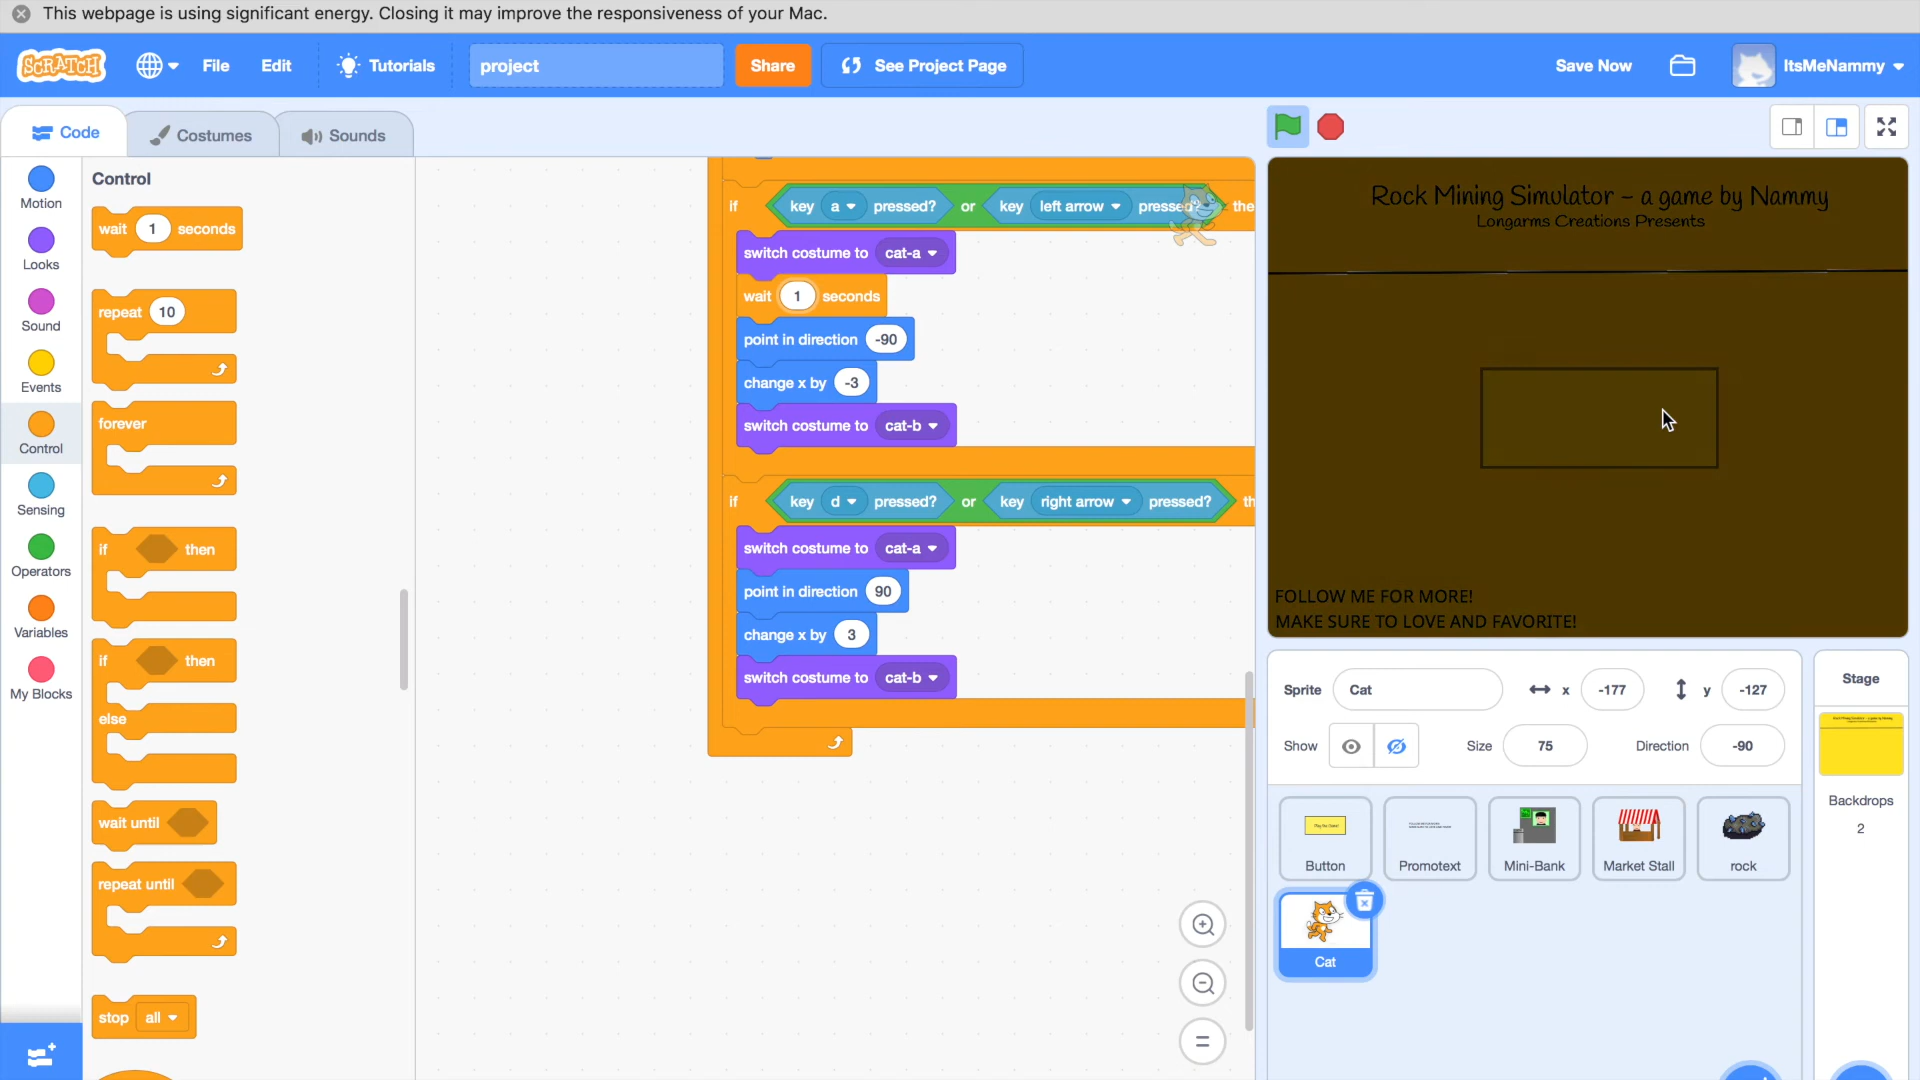 This webpage is using significant energy. Closing it may improve the responsiveness of your Mac.
SCRATCH File Edit Tutorials project Share See Project Page Save Now ItsMeNammy
Code Costumes Sounds
Motion
Looks
Sound
Events
Control
Sensing
Operators
Variables
My Blocks
Control
wait 1 seconds
repeat 10
forever
if then
if then
else
wait until
repeat until
stop all
if key a pressed? or key left arrow pressed? the
switch costume to cat-a
wait 1 seconds
point in direction -90
change x by -3
switch costume to cat-b
if key d pressed? or key right arrow pressed? th
switch costume to cat-a
point in direction 90
change x by 3
switch costume to cat-b
Rock Mining Simulator - a game by Nammy
Longarms Creations Presents
FOLLOW ME FOR MORE!
MAKE SURE TO LOVE AND FAVORITE!
Sprite Cat x -177 y -127
Show Size 75 Direction -90
Button Promotext Mini-Bank Market Stall rock
Cat
Stage
Backdrops
2